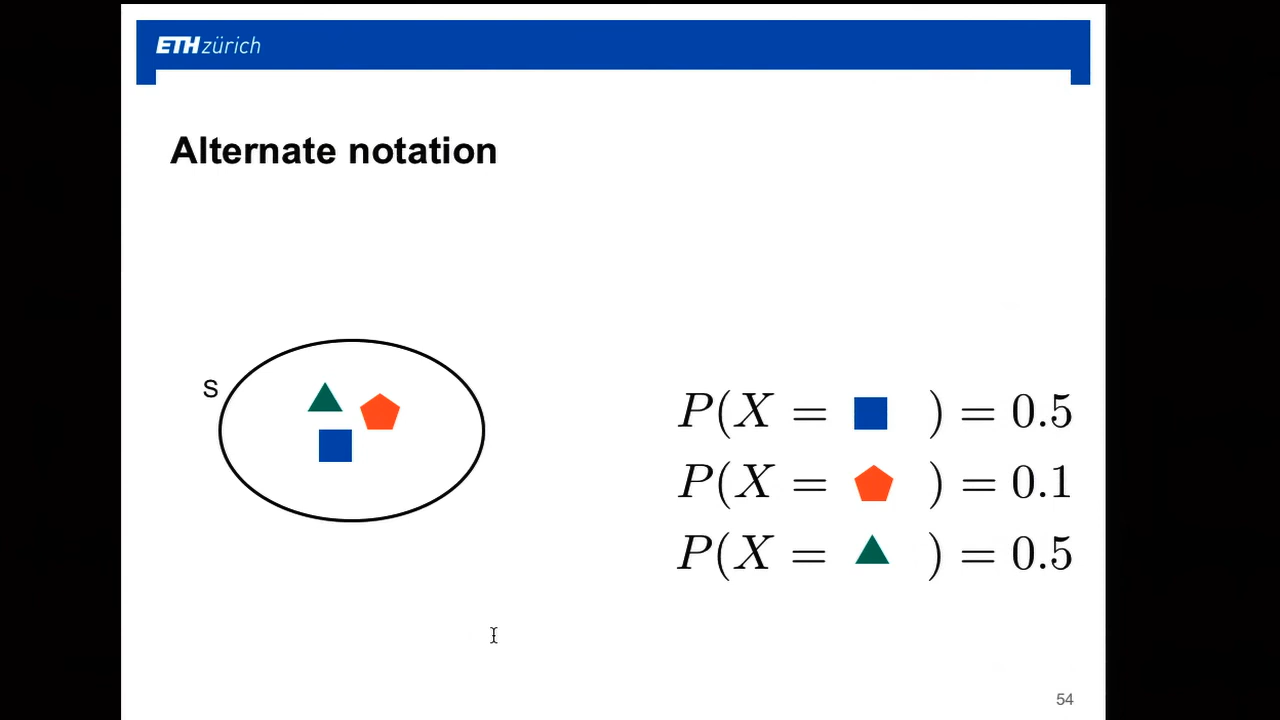 ETH zürich
Alternate notation
S
P(X = ) = 0.5
P(X = ) = 0.1
P(X = ) = 0.5
54